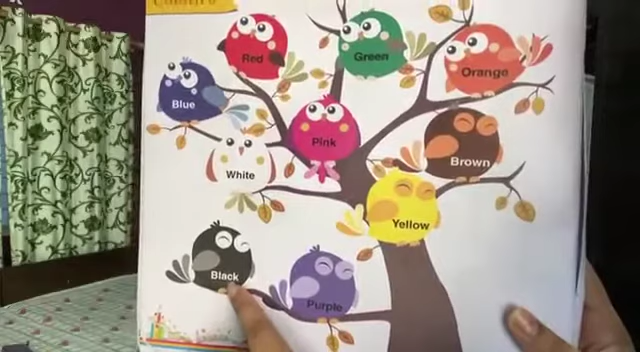 Red
Green
Orange
Blue
Pink
Brown
White
Yellow
Black
Purple